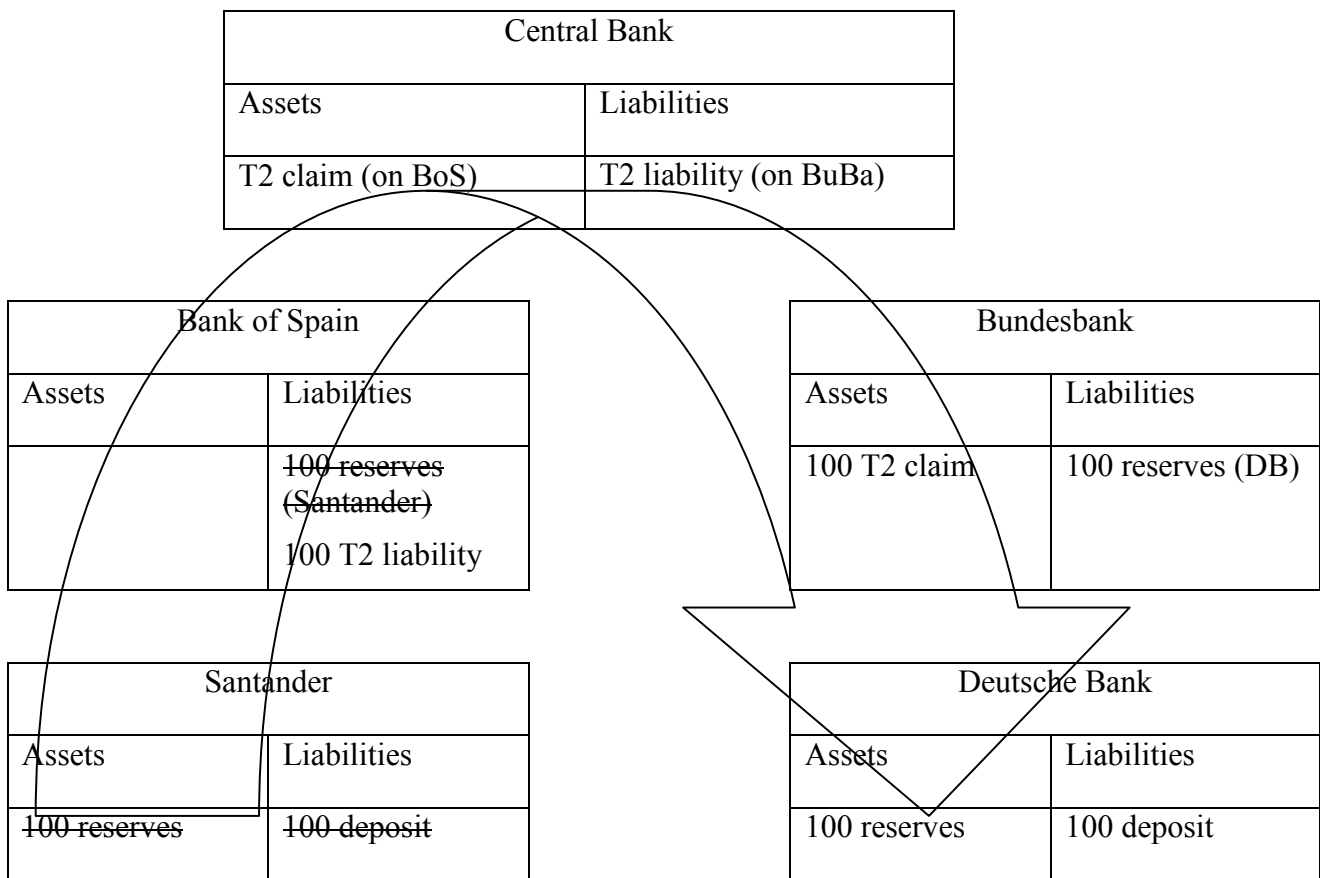 Central Bank
Assets Liabilities
T2 claim (on BoS) T2 liability (on BuBa)
Bank of Spain
Assets Liabilities
100 reserves
(Santander)
100 T2 liability
Bundesbank
Assets Liabilities
100 T2 claim 100 reserves (DB)
Santander
Assets Liabilities
100 reserves 100 deposit
Deutsche Bank
Assets Liabilities
100 reserves 100 deposit